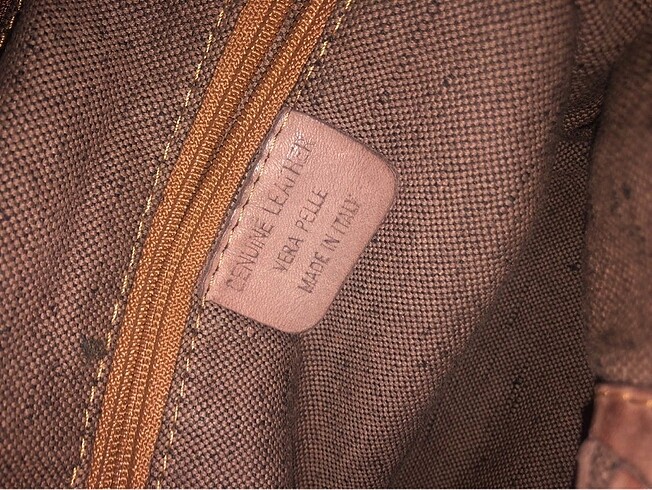 GENUINE LEATHER
VERA PELLE
MADE IN ITALY